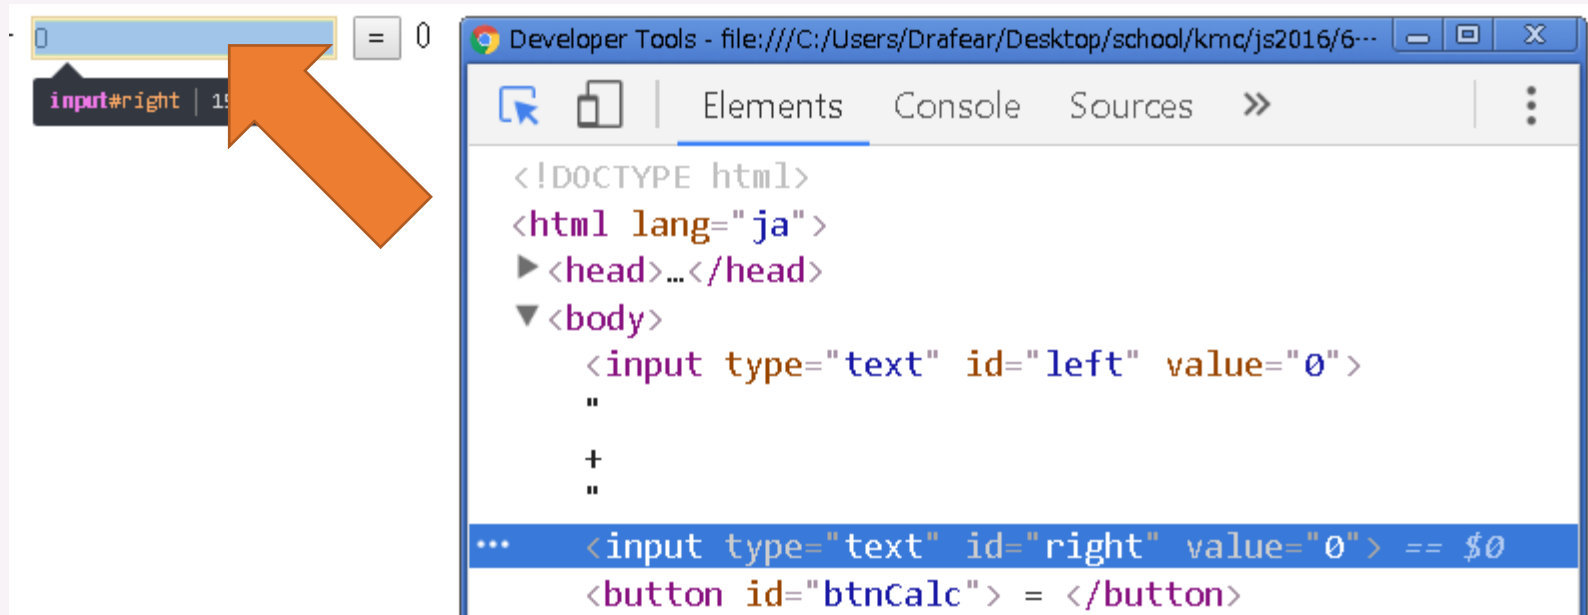 0
=
0
input#right | 15
Developer Tools - file:///C:/Users/Drafear/Desktop/school/kmc/js2016/6…
Elements Console Sources »
<!DOCTYPE html>
<html lang="ja">
▶<head>…</head>
▼<body>
<input type="text" id="left" value="0">
"
+
"
… <input type="text" id="right" value="0"> == $0
<button id="btnCalc"> = </button>